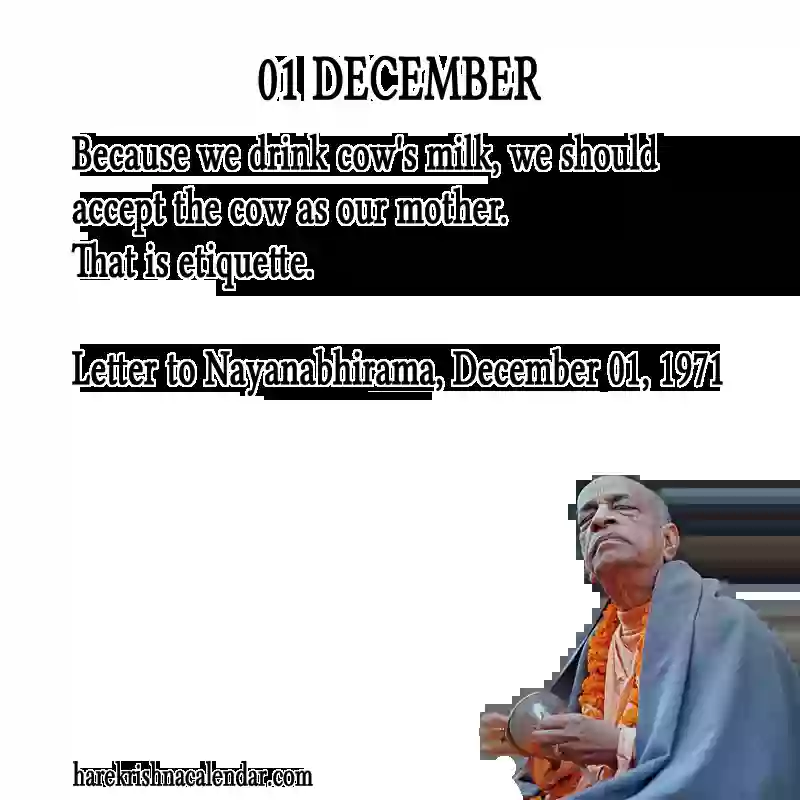 01 DECEMBER
Because we drink cow's milk, we should
accept the cow as our mother.
That is etiquette.
Letter to Nayanabhirama, December 01, 1971
harekrishnacalendar.com